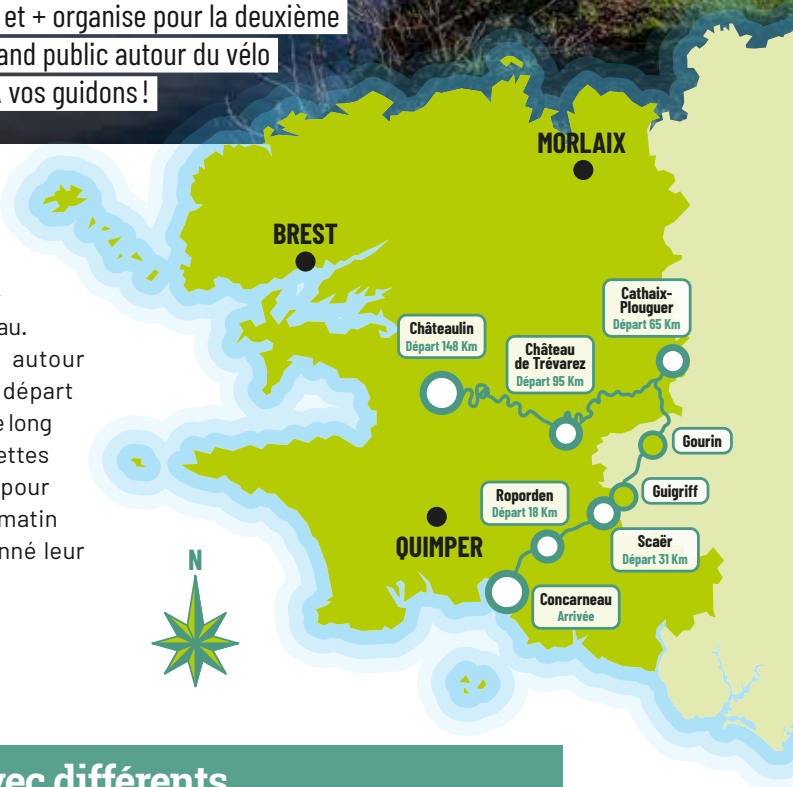 et + organise pour la deuxième
and public autour du vélo
vos guidons !
MORLAIX
BREST
Cathaix-
Plouguer
Départ 65 Km
Châteaulin
Départ 148 Km
Château
de Trévarez
Départ 95 Km
au.
autour
départ
long
ettes
pour
matin
nné leur
Gourin
Guigriff
Roporden
Départ 18 Km
QUIMPER
Scaër
Départ 31 Km
Concarneau
Arrivée
N
vec différents